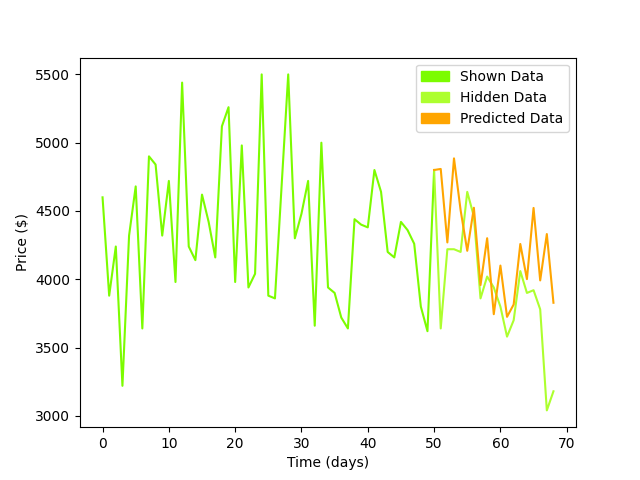 5500
5000
4500
4000
3500
3000
Price ($)
0 10 20 30 40 50 60 70
Time (days)
Shown Data
Hidden Data
Predicted Data